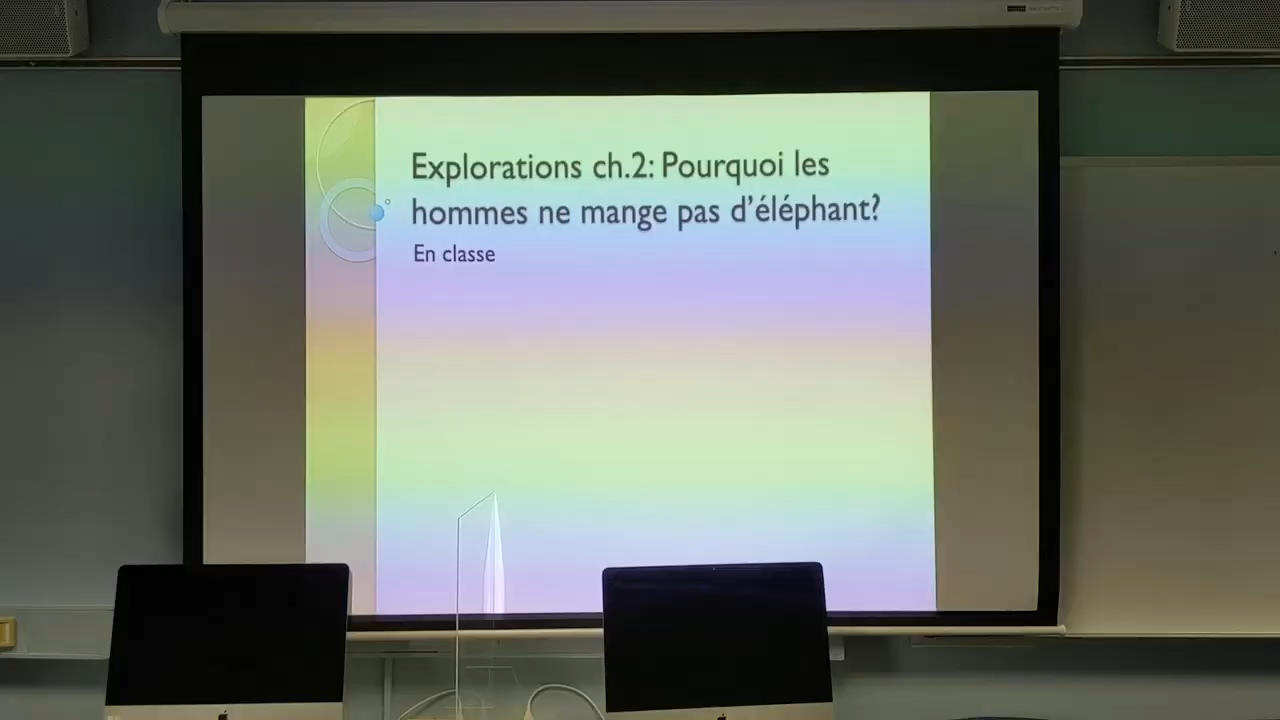 Explorations ch.2: Pourquoi les
hommes ne mange pas d'éléphant?
En classe